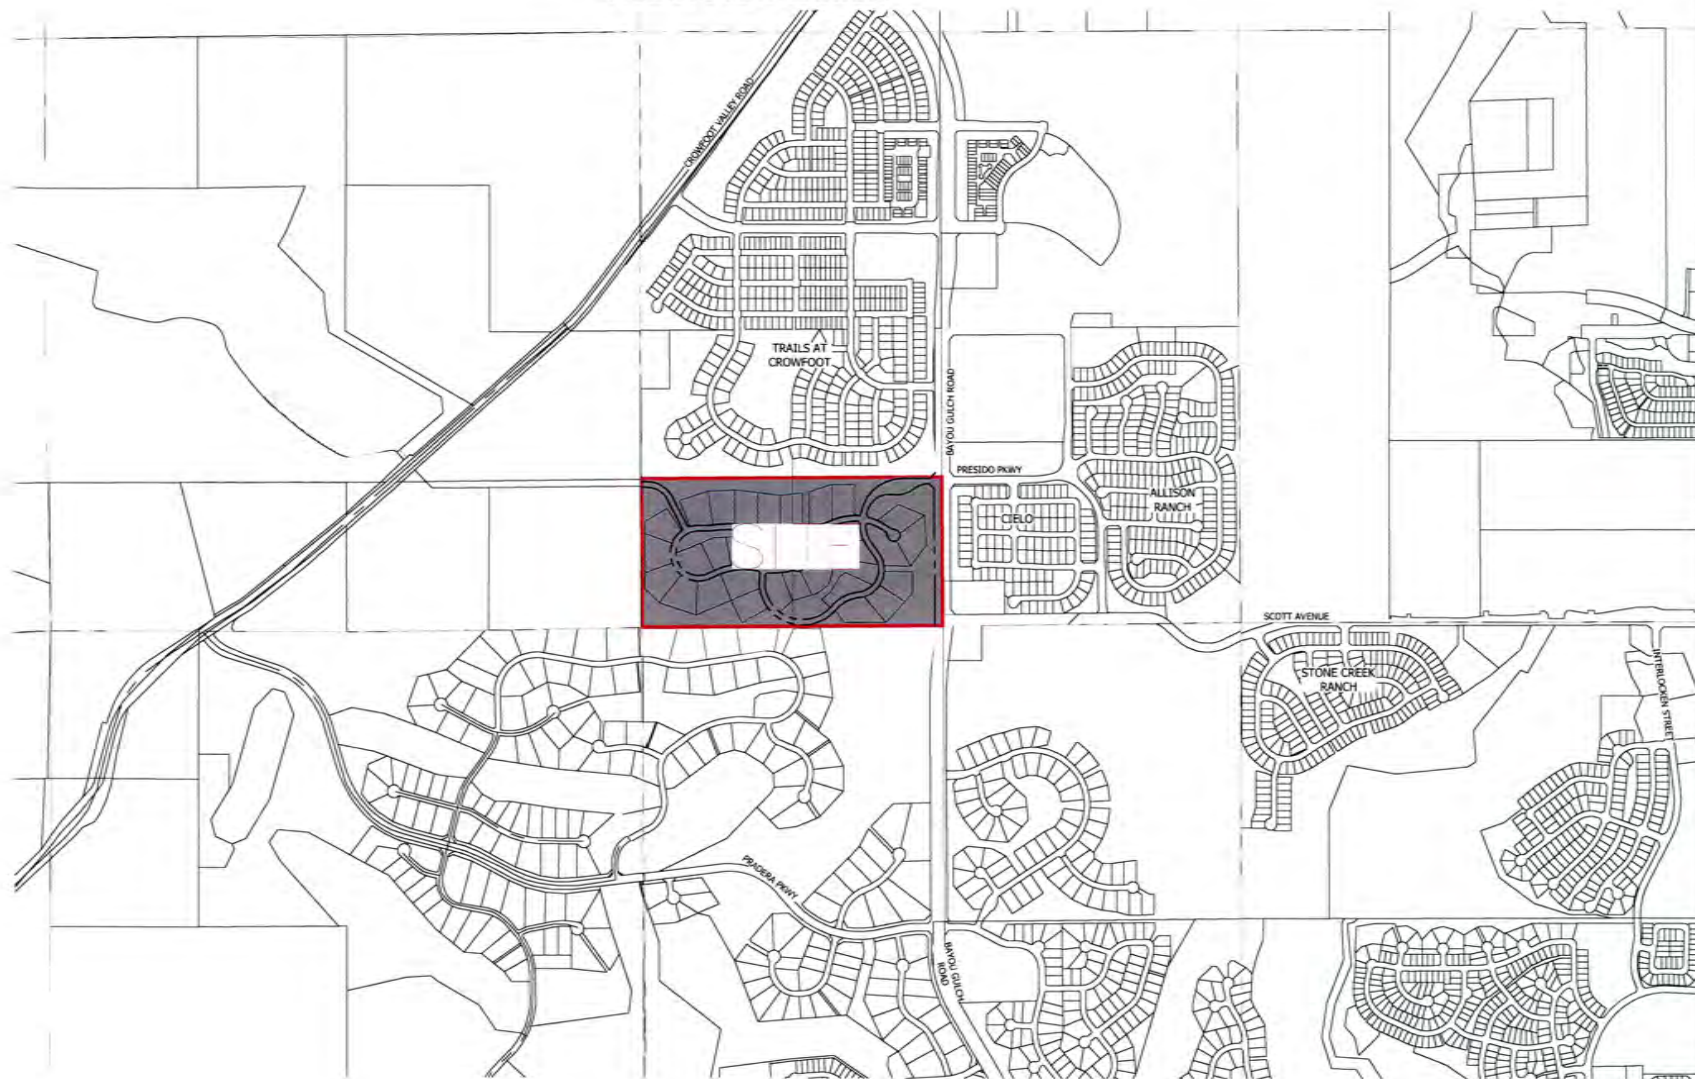 CROWFOOT VALLEY ROAD
TRAILS AT
CROWFOOT
BAYOU GULCH ROAD
PRESIDO PKWY
CIELO
ALLISON
RANCH
SITE
SCOTT AVENUE
STONE CREEK
RANCH
INTERLOCKEN STREET
PRADERA PKWY
BAYOU GULCH
ROAD